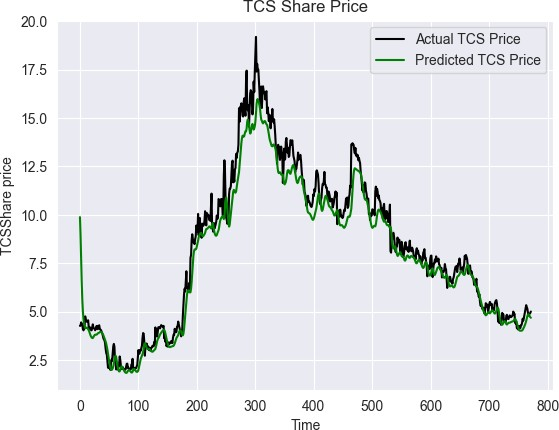 TCS Share Price
Actual TCS Price
Predicted TCS Price
TCSShare price
20.0
17.5
15.0
12.5
10.0
7.5
5.0
2.5
0 100 200 300 400 500 600 700 800
Time